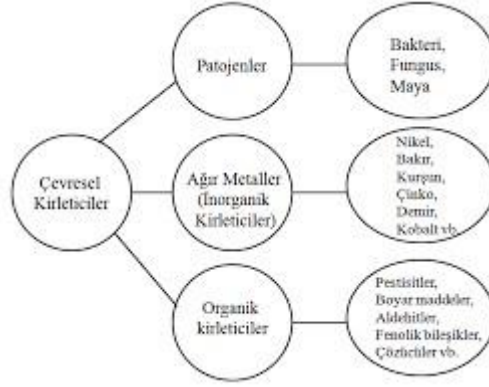 Çevresel
Kirleticiler
Patojenler
Bakteri,
Fungus,
Maya
Ağır Metaller
(İnorganik
Kirleticiler)
Nikel,
Bakır,
Kurşun,
Çinko,
Demir,
Kobalt vb.
Organik
kirleticiler
Pestisitler,
Boyar maddeler,
Aldehitler,
Fenolik bileşikler,
Çözücüler vb.